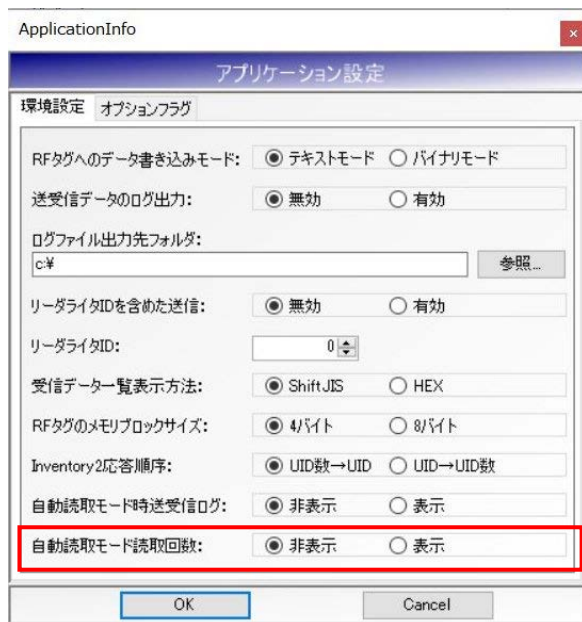 ApplicationInfo
アプリケーション設定
環境設定 オプションフラグ
RFタグへのデータ書き込みモード: テキストモード バイナリモード
送受信データのログ出力: 無効 有効
ログファイル出力先フォルダ:
c:¥ 参照...
リーダライタIDを含めた送信: 無効 有効
リーダライタID: 0
受信データ一覧表示方法: ShiftJIS HEX
RFタグのメモリブロックサイズ: 4バイト 8バイト
Inventory2応答順序: UID数→UID UID→UID数
自動読取モード時送受信ログ: 非表示 表示
自動読取モード読取回数: 非表示 表示
OK Cancel